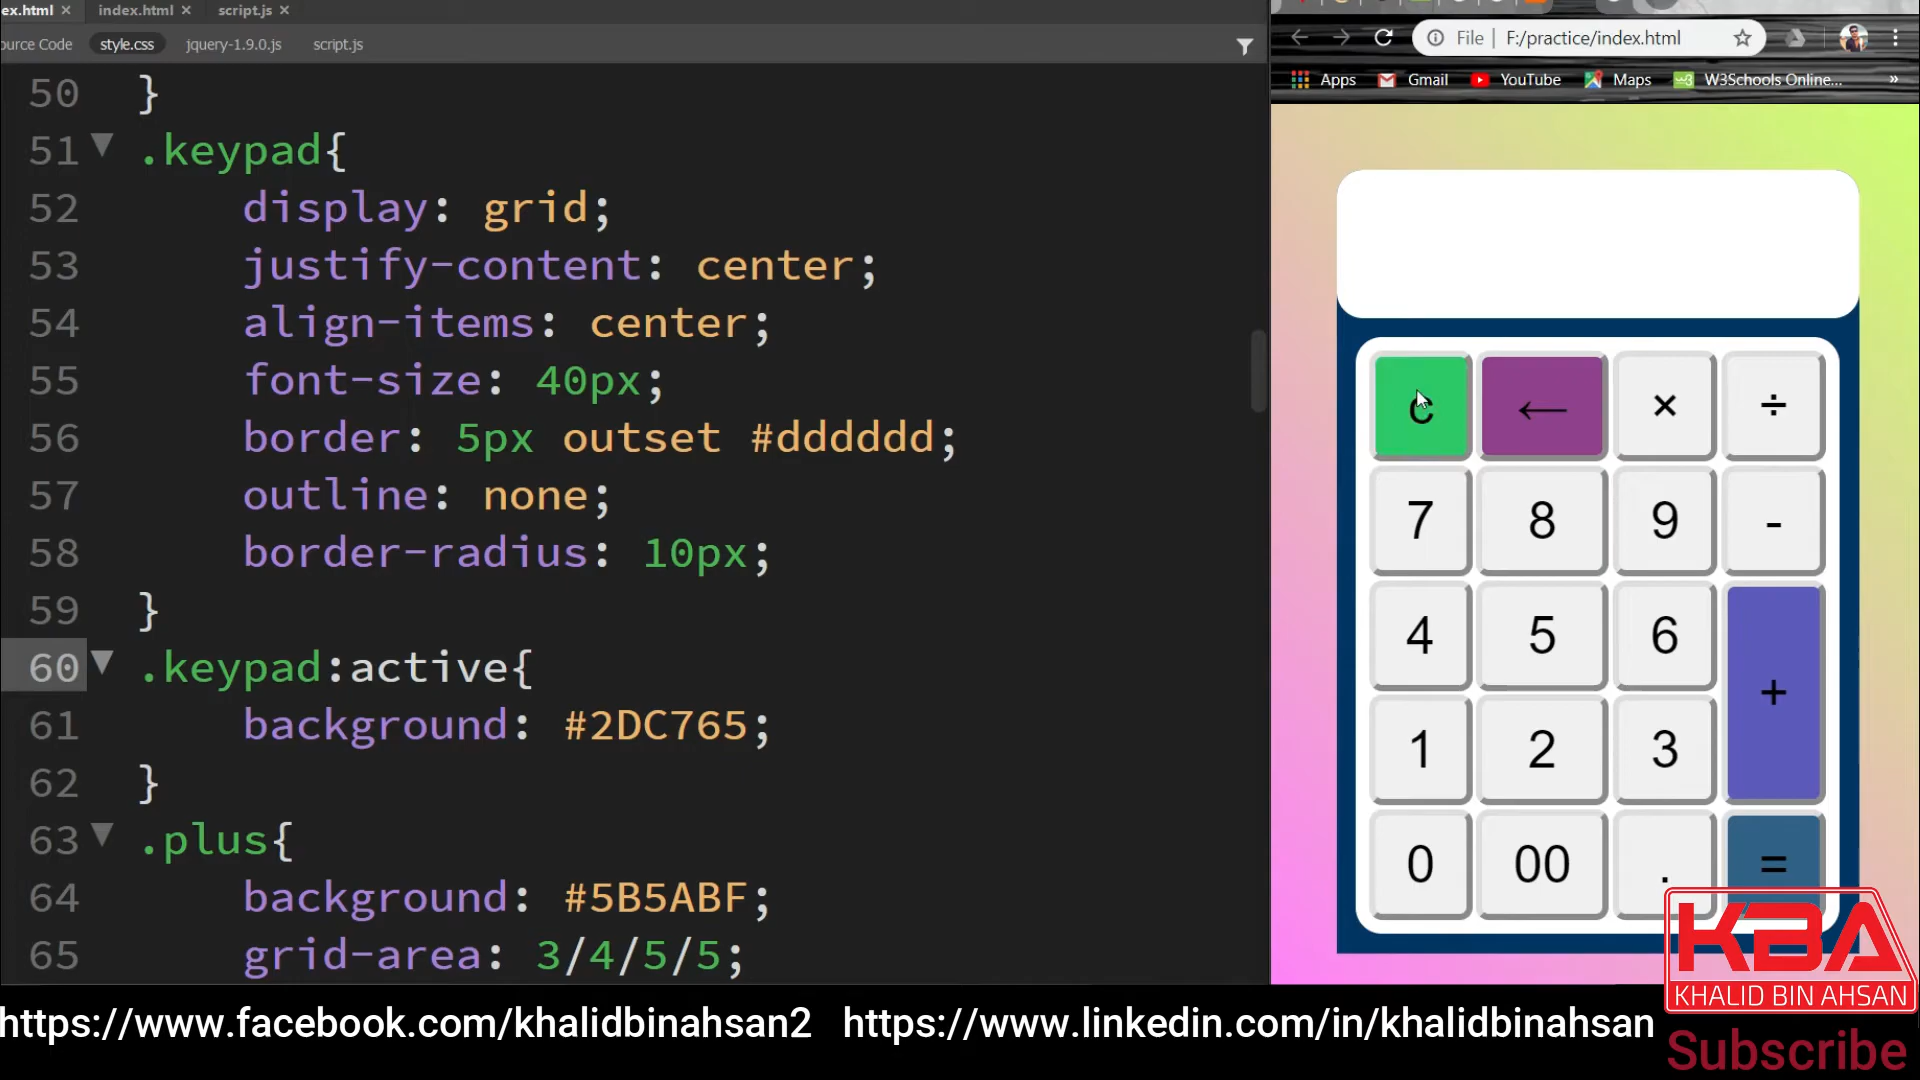 ex.html ×
index.html ×
script.js ×
ource Code
style.css
jquery-1.9.0.js
script.js
50 }
51 .keypad{
52 display: grid;
53 justify-content: center;
54 align-items: center;
55 font-size: 40px;
56 border: 5px outset #dddddd;
57 outline: none;
58 border-radius: 10px;
59 }
60 .keypad:active{
61 background: #2DC765;
62 }
63 .plus{
64 background: #5B5ABF;
65 grid-area: 3/4/5/5;
File | F:/practice/index.html
Apps
Gmail
YouTube
Maps
W3Schools Online...
»
c ← × ÷
7 8 9 -
4 5 6
+
1 2 3
0 00 . =
KBA
KHALID BIN AHSAN
https://www.facebook.com/khalidbinahsan2 https://www.linkedin.com/in/khalidbinahsan
Subscribe